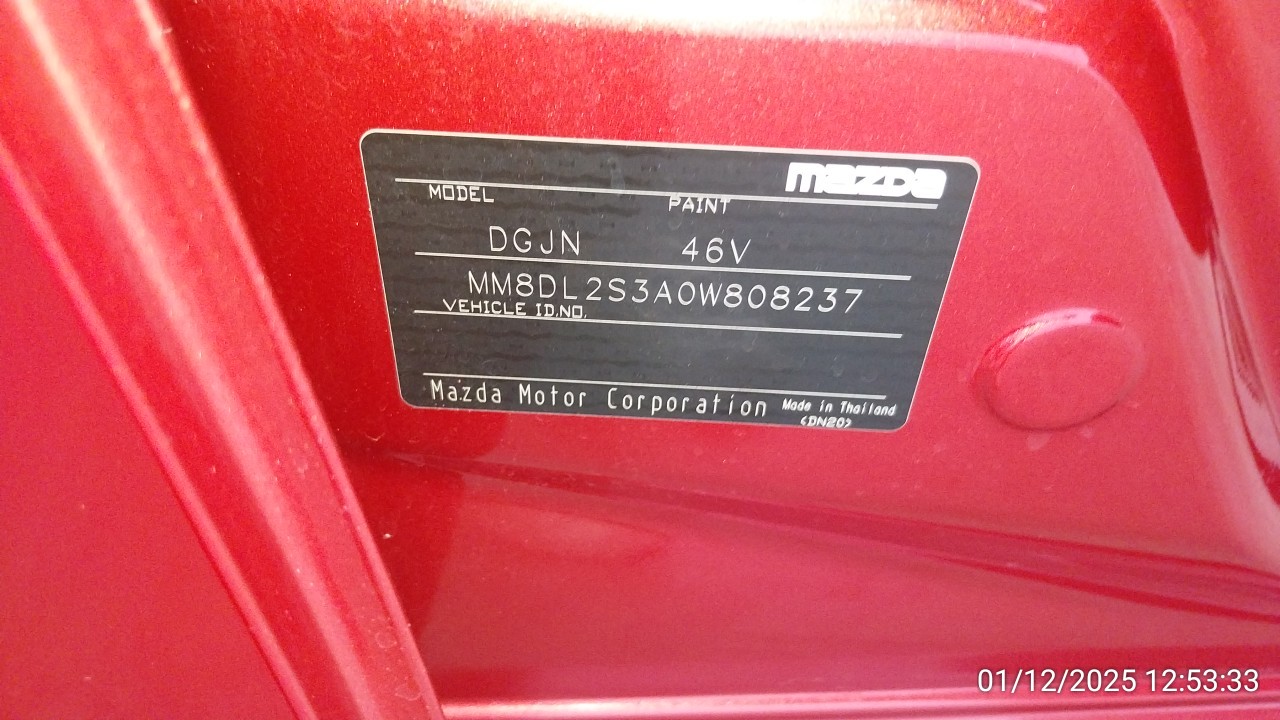 mazda
MODEL PAINT
DGJN 46V
MM8DL2S3A0W808237
VEHICLE ID.NO.
Mazda Motor Corporation Made in Thailand
<DN20>
01/12/2025 12:53:33